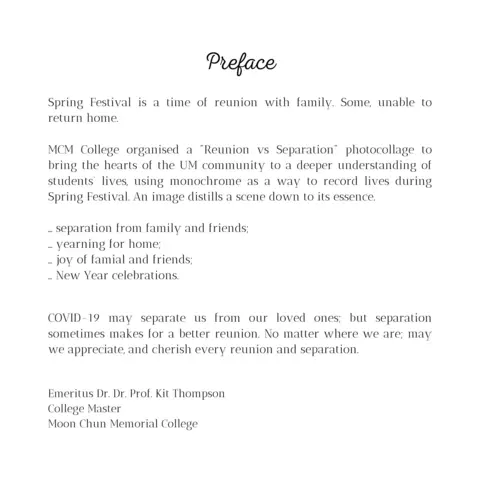 Preface
Spring Festival is a time of reunion with family. Some, unable to
return home.
MCM College organised a "Reunion vs Separation" photocollage to
bring the hearts of the UM community to a deeper understanding of
students' lives, using monochrome as a way to record lives during
Spring Festival. An image distills a scene down to its essence.
... separation from family and friends;
... yearning for home;
... joy of famial and friends;
... New Year celebrations.
COVID-19 may separate us from our loved ones; but separation
sometimes makes for a better reunion. No matter where we are; may
we appreciate, and cherish every reunion and separation.
Emeritus Dr. Dr. Prof. Kit Thompson
College Master
Moon Chun Memorial College